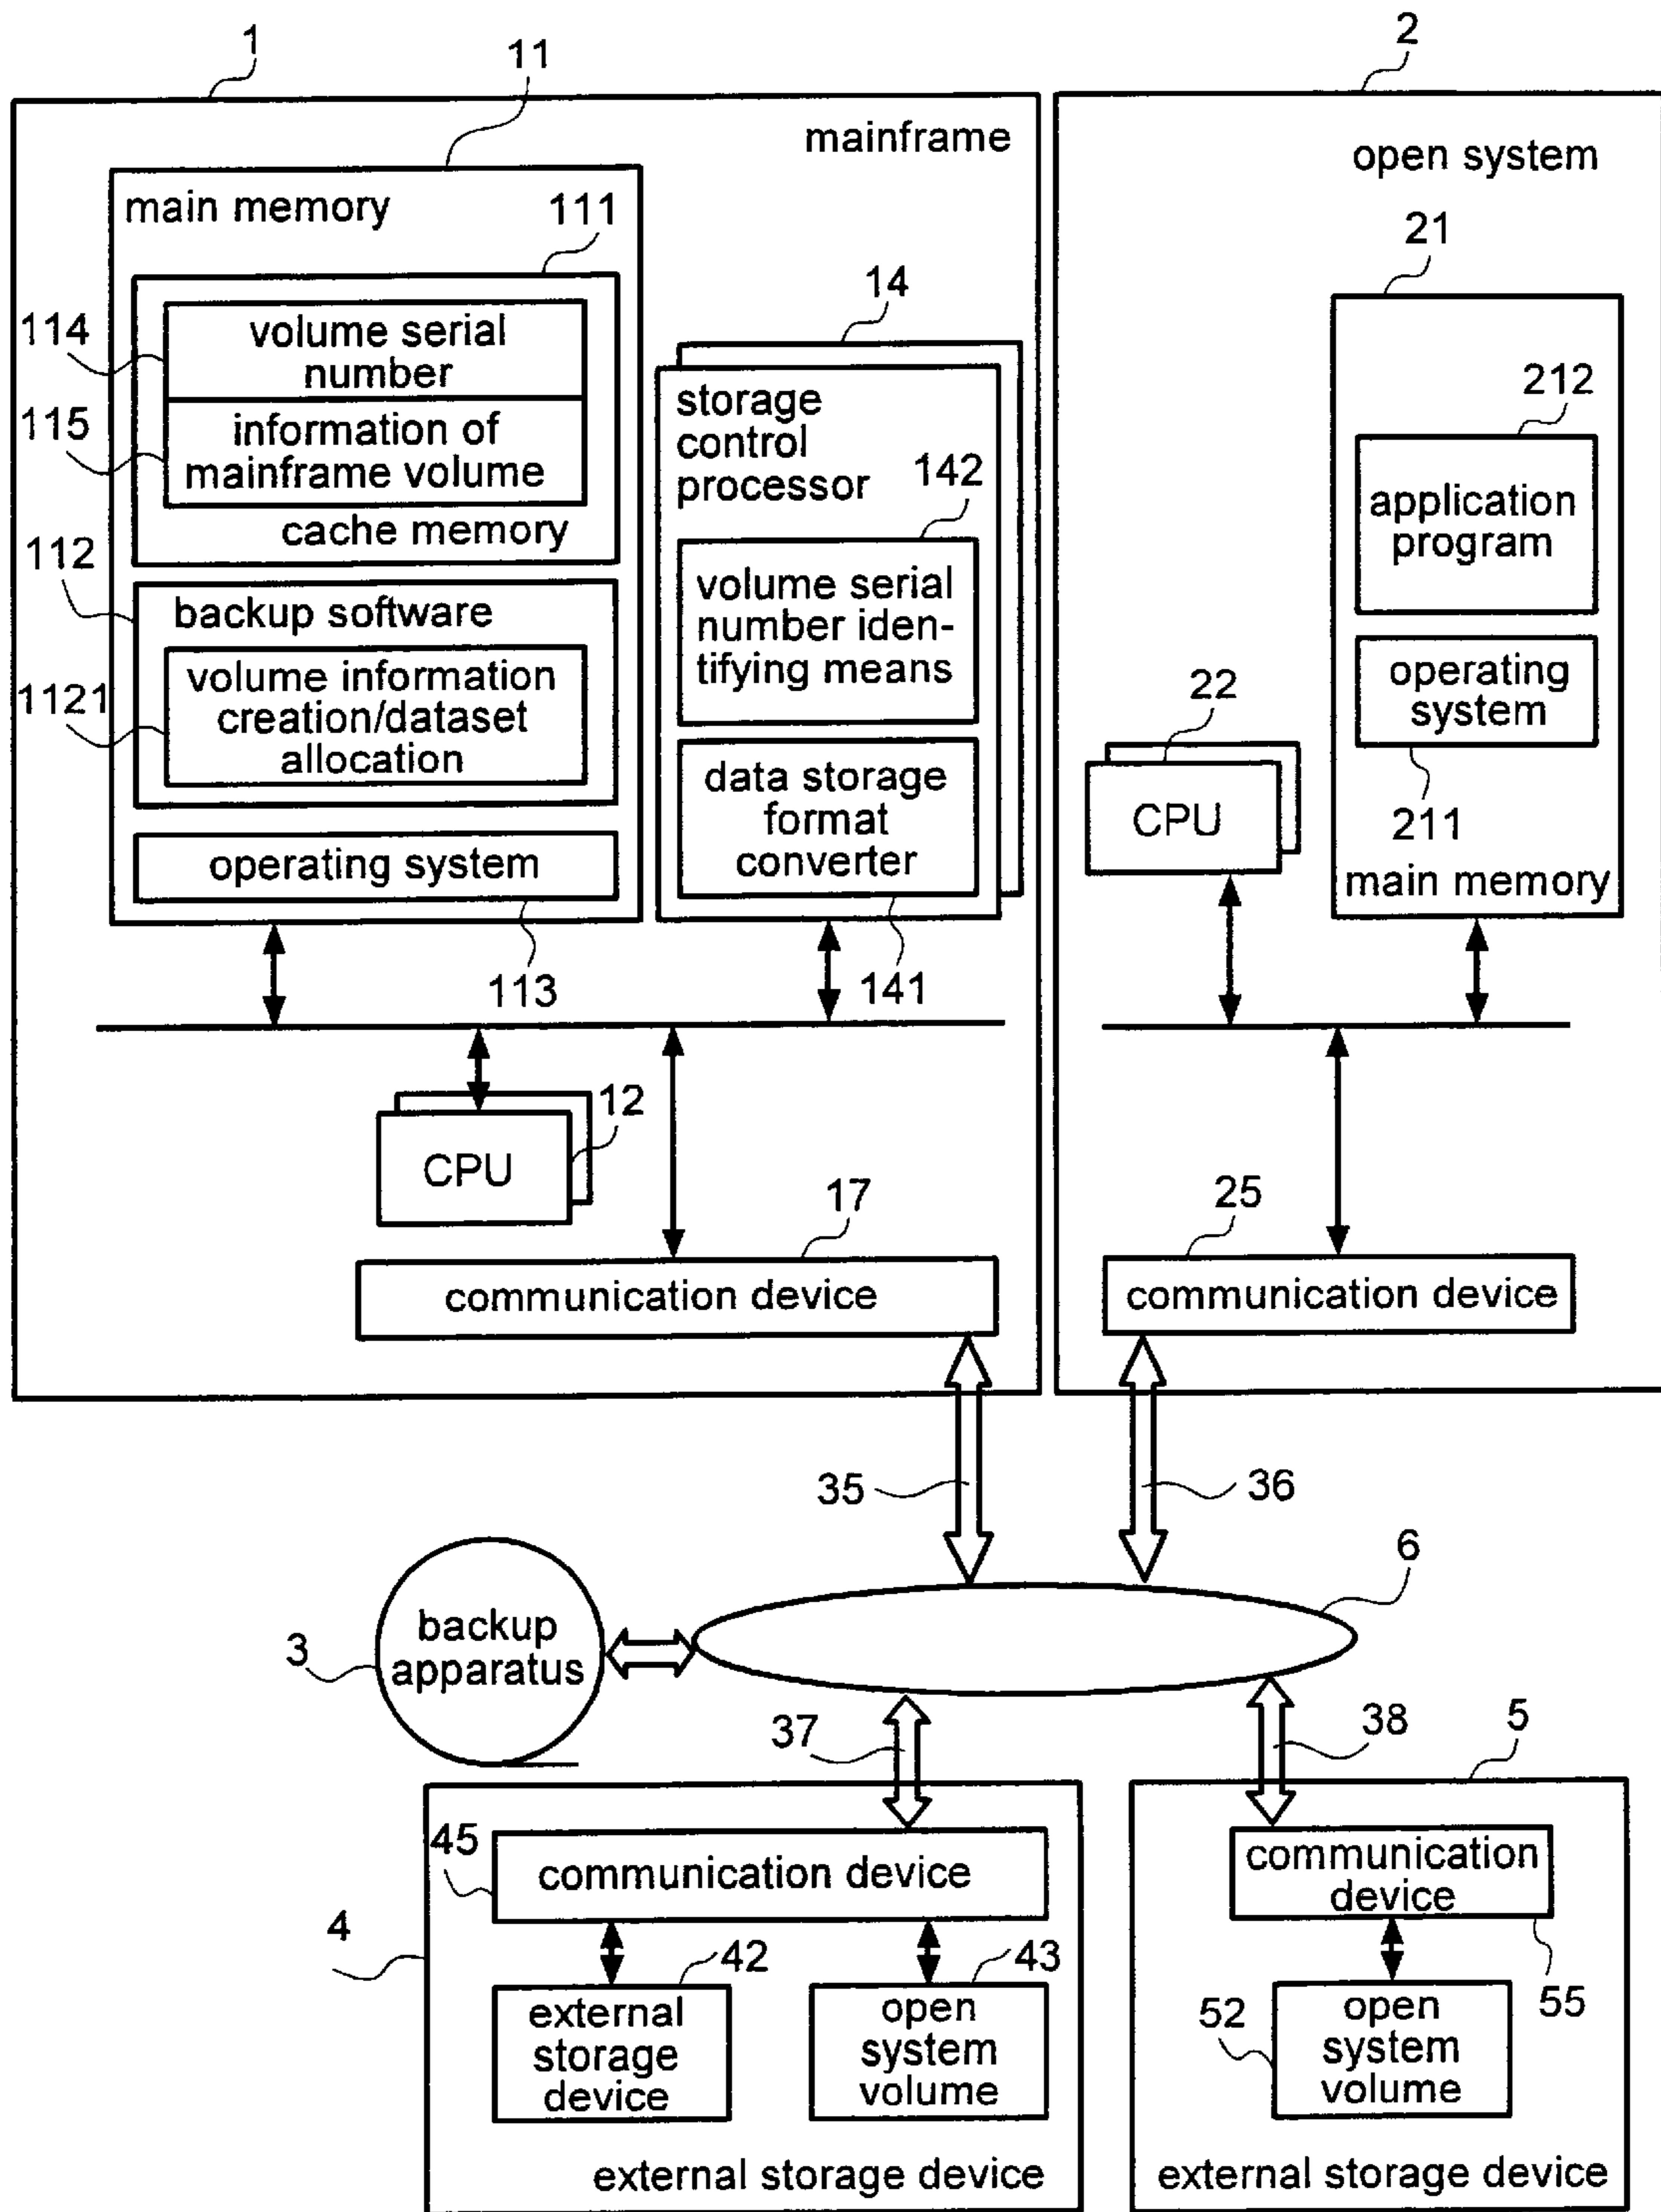 1
2
11
mainframe
open system
main memory
111
21
114
volume serial
number
14
115
information of
mainframe volume
storage
control
processor
212
cache memory
142
application
program
112
backup software
volume serial
number iden-
tifying means
1121
volume information
creation/dataset
allocation
22
operating
system
data storage
format
converter
CPU
211
operating system
main memory
113
141
12
CPU
17
25
communication device
communication device
35
36
6
3
backup
apparatus
37
38
5
45
communication device
communication
device
4
42
43
55
external
storage
device
open
system
volume
52
open
system
volume
external storage device
external storage device